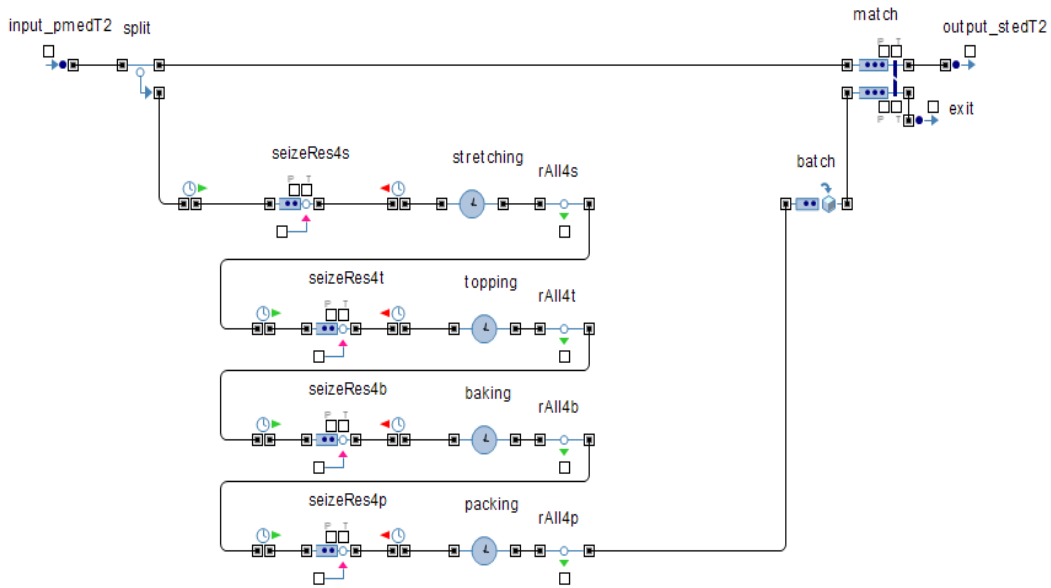 input_pmedT2
split
match
output_stedT2
P T
P T
exit
batch
seizeRes4s
stretching
rAll4s
P T
seizeRes4t
topping
rAll4t
P T
seizeRes4b
baking
rAll4b
P T
seizeRes4p
packing
rAll4p
P T